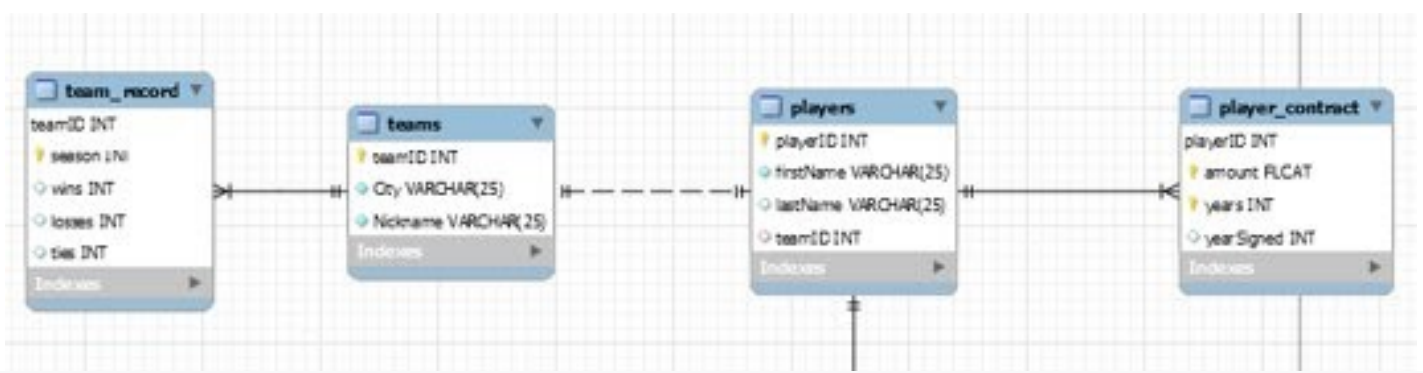 team_record
teamID INT
season INT
wins INT
losses INT
ties INT
Indexes
teams
teamID INT
City VARCHAR(25)
Nickname VARCHAR(25)
Indexes
players
playerID INT
firstName VARCHAR(25)
lastName VARCHAR(25)
teamID INT
Indexes
player_contract
playerID INT
amount FLOAT
years INT
yearSigned INT
Indexes